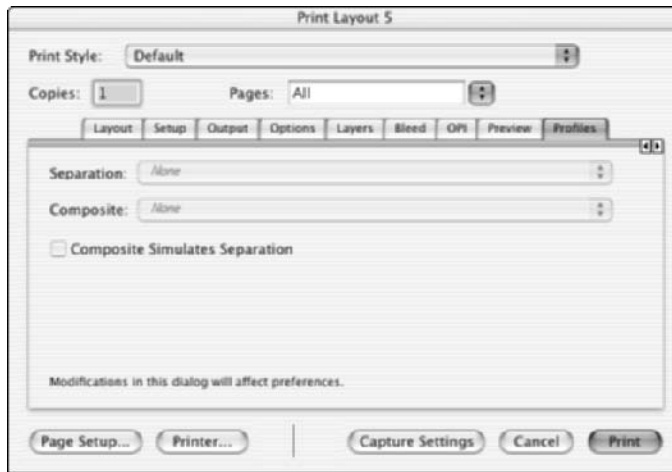 Print Layout 5
Print Style: Default
Copies: 1 Pages: All
Layout Setup Output Options Layers Bleed OPI Preview Profiles
Separation: None
Composite: None
Composite Simulates Separation
Modifications in this dialog will affect preferences.
Page Setup... Printer... Capture Settings Cancel Print